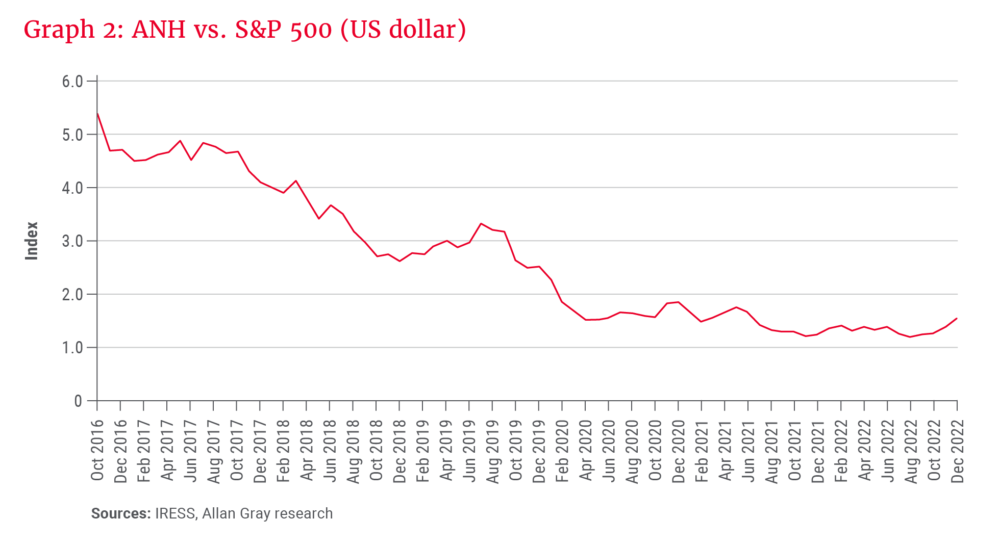 Graph 2: ANH vs. S&P 500 (US dollar)
6.0
5.0
4.0
3.0
2.0
1.0
0
Index
Oct 2016
Dec 2016
Feb 2017
Apr 2017
Jun 2017
Aug 2017
Oct 2017
Dec 2017
Feb 2018
Apr 2018
Jun 2018
Aug 2018
Oct 2018
Dec 2018
Feb 2019
Apr 2019
Jun 2019
Aug 2019
Oct 2019
Dec 2019
Feb 2020
Apr 2020
Jun 2020
Aug 2020
Oct 2020
Dec 2020
Feb 2021
Apr 2021
Jun 2021
Aug 2021
Oct 2021
Dec 2021
Feb 2022
Apr 2022
Jun 2022
Aug 2022
Oct 2022
Dec 2022
Sources: IRESS, Allan Gray research